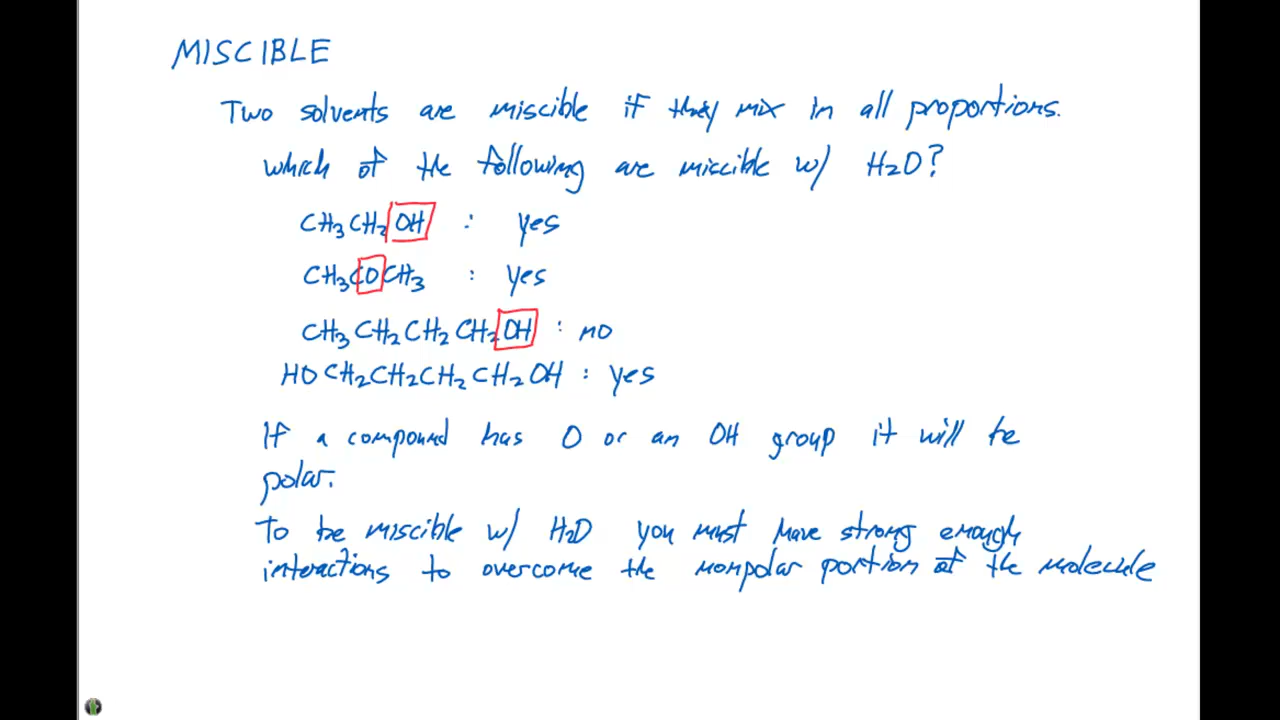 MISCIBLE
Two solvents are miscible if they mix in all proportions.
which of the following are miscible w/ H2O?
CH3CH2OH : yes
CH3COCH3 : yes
CH3CH2CH2CH2OH : no
HOCH2CH2CH2CH2OH : yes
If a compound has O or an OH group it will be
polar.
To be miscible w/ H2O you must have strong enough
interactions to overcome the nonpolar portion of the molecule